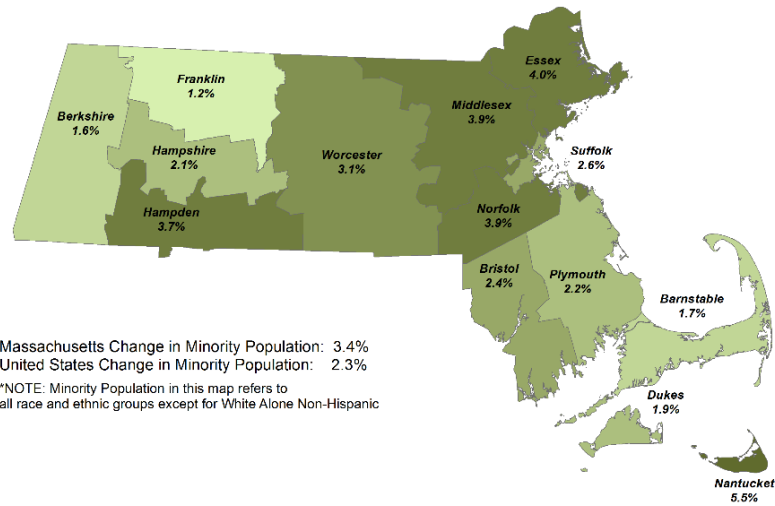 Essex
4.0%
Franklin
1.2%
Middlesex
3.9%
Berkshire
1.6%
Hampshire
2.1%
Worcester
3.1%
Suffolk
2.6%
Hampden
3.7%
Norfolk
3.9%
Bristol
2.4%
Plymouth
2.2%
Barnstable
1.7%
Massachusetts Change in Minority Population: 3.4%
United States Change in Minority Population: 2.3%
*NOTE: Minority Population in this map refers to
all race and ethnic groups except for White Alone Non-Hispanic
Dukes
1.9%
Nantucket
5.5%